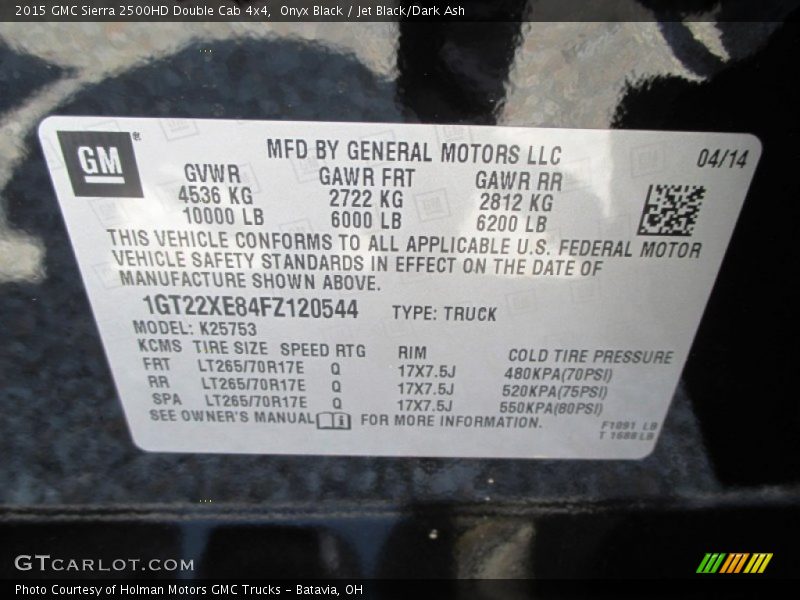 2015 GMC Sierra 2500HD Double Cab 4x4, Onyx Black / Jet Black/Dark Ash
GM ®
MFD BY GENERAL MOTORS LLC 04/14
GVWR GAWR FRT GAWR RR
4536 KG 2722 KG 2812 KG
10000 LB 6000 LB 6200 LB
THIS VEHICLE CONFORMS TO ALL APPLICABLE U.S. FEDERAL MOTOR
VEHICLE SAFETY STANDARDS IN EFFECT ON THE DATE OF
MANUFACTURE SHOWN ABOVE.
1GT22XE84FZ120544 TYPE: TRUCK
MODEL: K25753
KCMS TIRE SIZE SPEED RTG RIM COLD TIRE PRESSURE
FRT LT265/70R17E Q 17X7.5J 480KPA(70PSI)
RR LT265/70R17E Q 17X7.5J 520KPA(75PSI)
SPA LT265/70R17E Q 17X7.5J 550KPA(80PSI)
SEE OWNER'S MANUAL FOR MORE INFORMATION.
F1091 LB
T 1688 LB
GTCARLOT.COM
Photo Courtesy of Holman Motors GMC Trucks - Batavia, OH